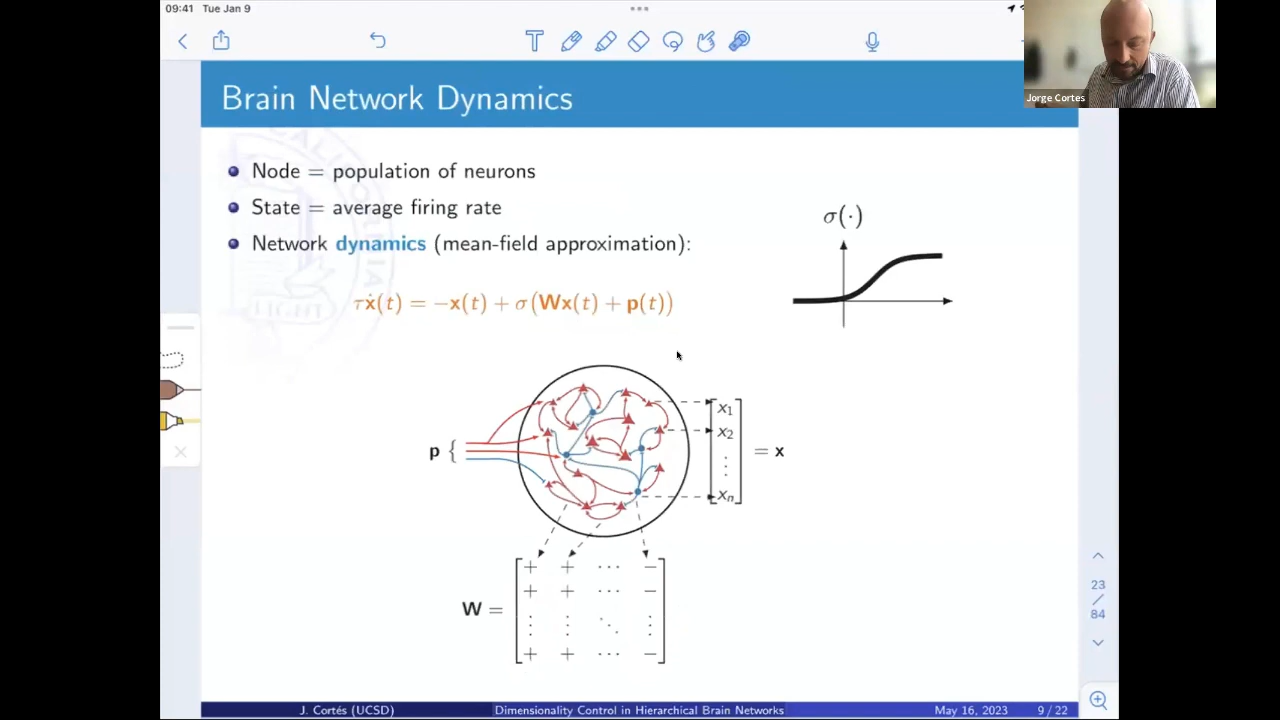 09:41 Tue Jan 9
Jorge Cortes
Brain Network Dynamics
Node = population of neurons
State = average firing rate
σ(·)
Network dynamics (mean-field approximation):
τẋ(t) = −x(t) + σ(Wx(t) + p(t))
p {
x₁
x₂
⋮
xₙ
= x
W =
+ + ⋯ −
+ + ⋯ −
⋮ ⋮ ⋱ ⋮
+ + ⋯ −
23
/
84
J. Cortés (UCSD) Dimensionality Control in Hierarchical Brain Networks May 16, 2023 9 / 22